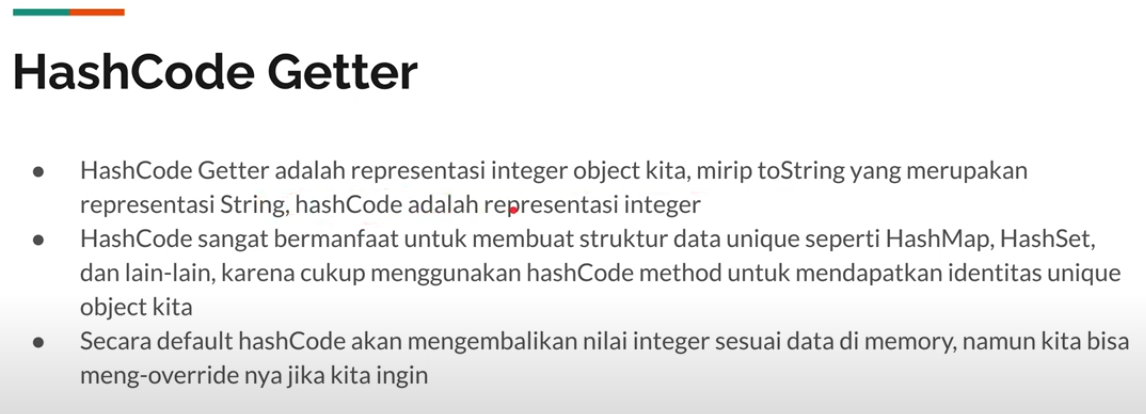 HashCode Getter
● HashCode Getter adalah representasi integer object kita, mirip toString yang merupakan
representasi String, hashCode adalah representasi integer
● HashCode sangat bermanfaat untuk membuat struktur data unique seperti HashMap, HashSet,
dan lain-lain, karena cukup menggunakan hashCode method untuk mendapatkan identitas unique
object kita
● Secara default hashCode akan mengembalikan nilai integer sesuai data di memory, namun kita bisa
meng-override nya jika kita ingin